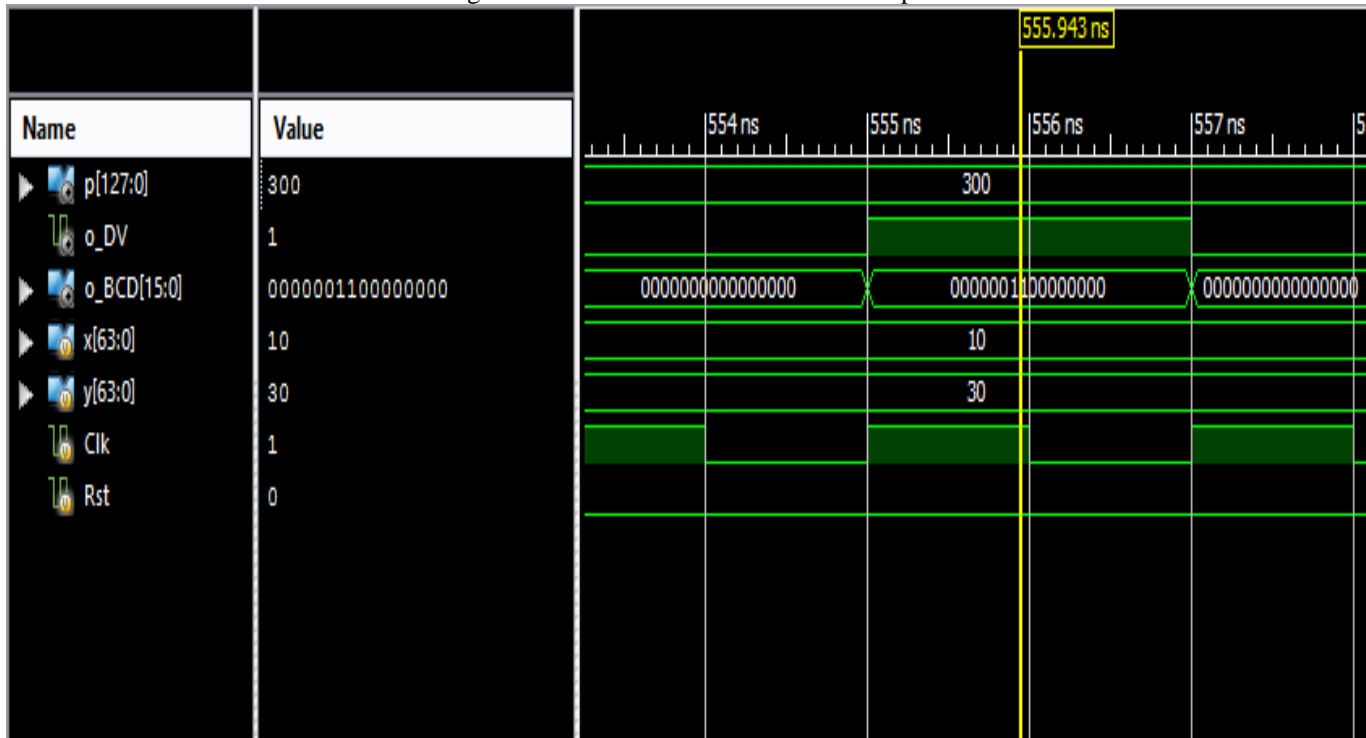 555.943 ns
Name Value 554 ns 555 ns 556 ns 557 ns
p[127:0] 300 300
o_DV 1
o_BCD[15:0] 0000001100000000 0000000000000000 0000001100000000 0000000000000000
x[63:0] 10 10
y[63:0] 30 30
Clk 1
Rst 0